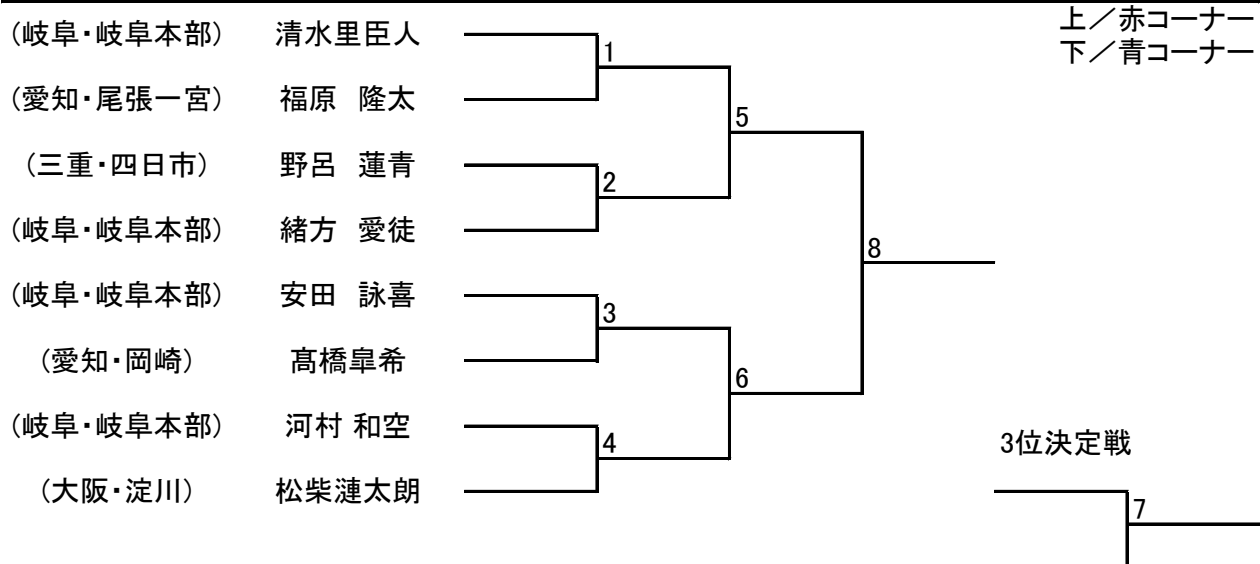 上／赤コーナー
下／青コーナー
(岐阜・岐阜本部) 清水里臣人
1
(愛知・尾張一宮) 福原 隆太
5
(三重・四日市) 野呂 蓮青
2
(岐阜・岐阜本部) 緒方 愛徒
8
(岐阜・岐阜本部) 安田 詠喜
3
(愛知・岡崎) 髙橋皐希
6
(岐阜・岐阜本部) 河村 和空
4
3位決定戦
(大阪・淀川) 松柴漣太朗
7